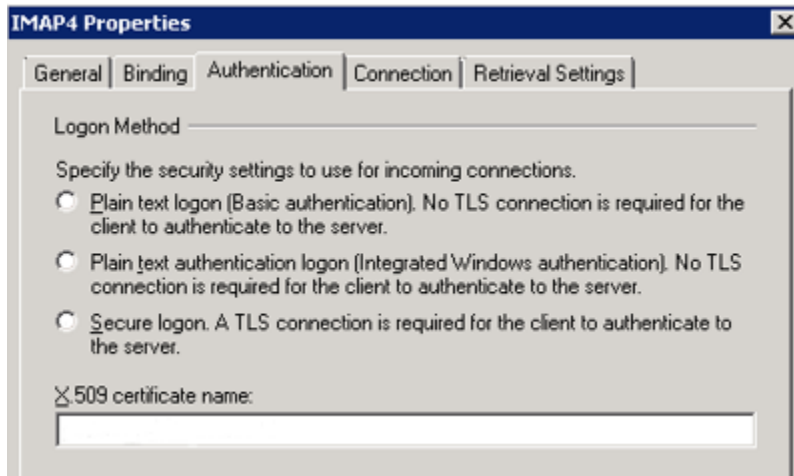 IMAP4 Properties
General Binding Authentication Connection Retrieval Settings
Logon Method
Specify the security settings to use for incoming connections.
Plain text logon (Basic authentication). No TLS connection is required for the
client to authenticate to the server.
Plain text authentication logon (Integrated Windows authentication). No TLS
connection is required for the client to authenticate to the server.
Secure logon. A TLS connection is required for the client to authenticate to
the server.
X.509 certificate name: